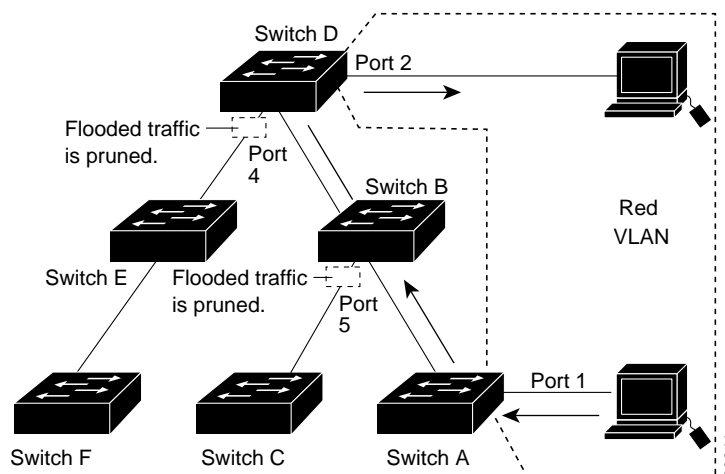 Switch D
Port 2
Flooded traffic
is pruned.
Port
4
Switch B
Red
VLAN
Switch E
Flooded traffic
is pruned.
Port
5
Port 1
Switch F
Switch C
Switch A